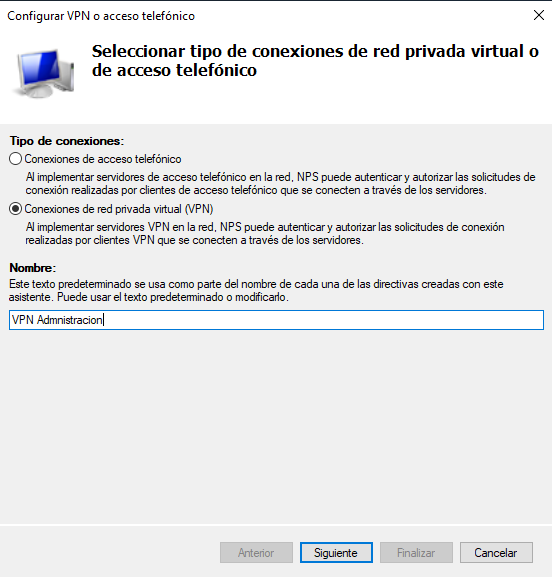 Configurar VPN o acceso telefónico
Seleccionar tipo de conexiones de red privada virtual o
de acceso telefónico
Tipo de conexiones:
Conexiones de acceso telefónico
Al implementar servidores de acceso telefónico en la red, NPS puede autenticar y autorizar las solicitudes de
conexión realizadas por clientes de acceso telefónico que se conecten a través de los servidores.
Conexiones de red privada virtual (VPN)
Al implementar servidores VPN en la red, NPS puede autenticar y autorizar las solicitudes de conexión
realizadas por clientes VPN que se conecten a través de los servidores.
Nombre:
Este texto predeterminado se usa como parte del nombre de cada una de las directivas creadas con este
asistente. Puede usar el texto predeterminado o modificarlo.
VPN Admnistracion
Anterior
Siguiente
Finalizar
Cancelar